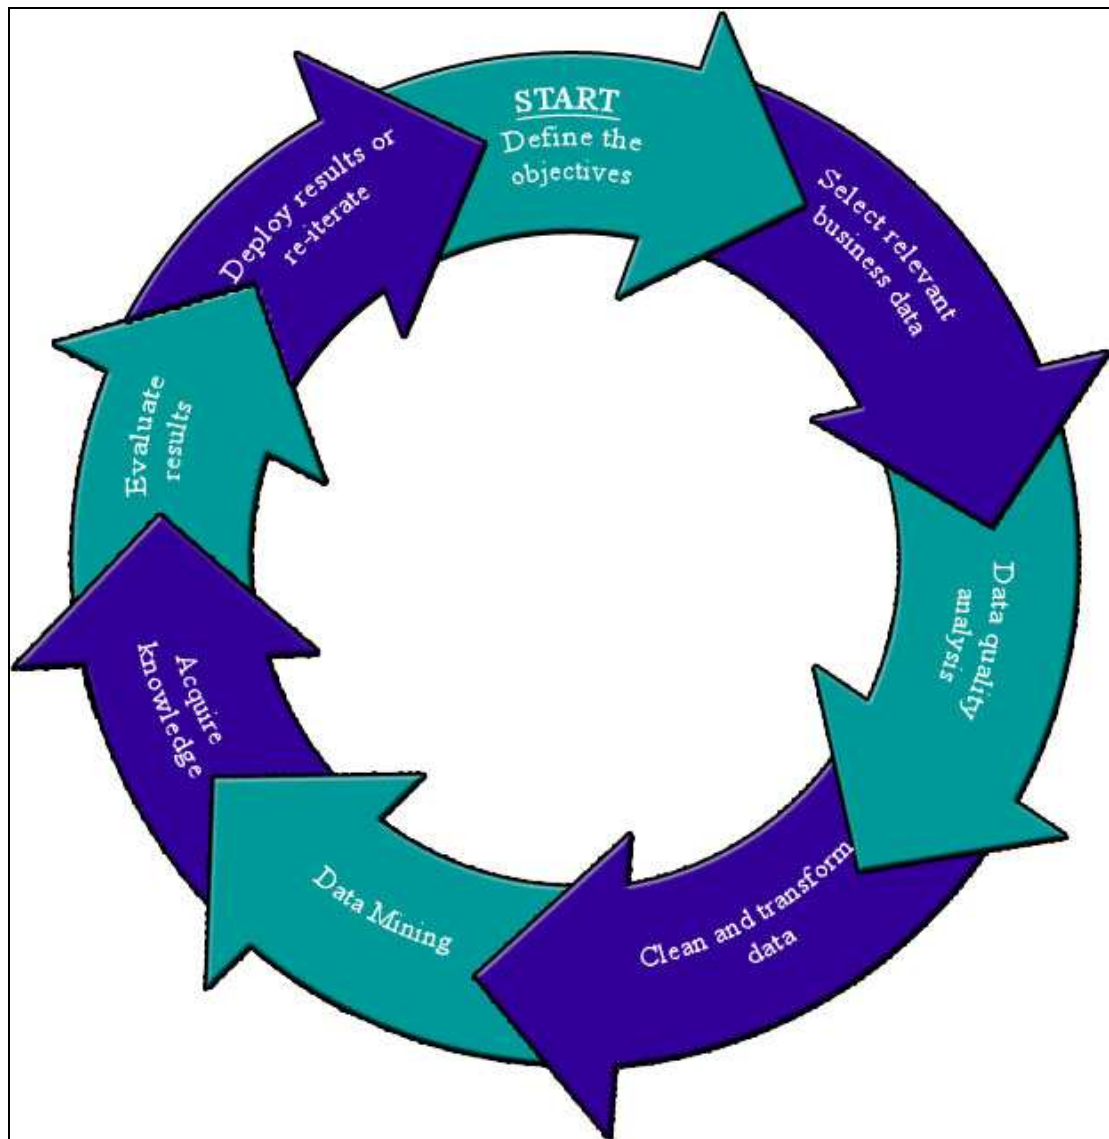 START
Define the
objectives
Select relevant
business data
Data quality
analysis
Clean and transform
data
Data Mining
Acquire
knowledge
Evaluate
results
Deploy results or
re-iterate